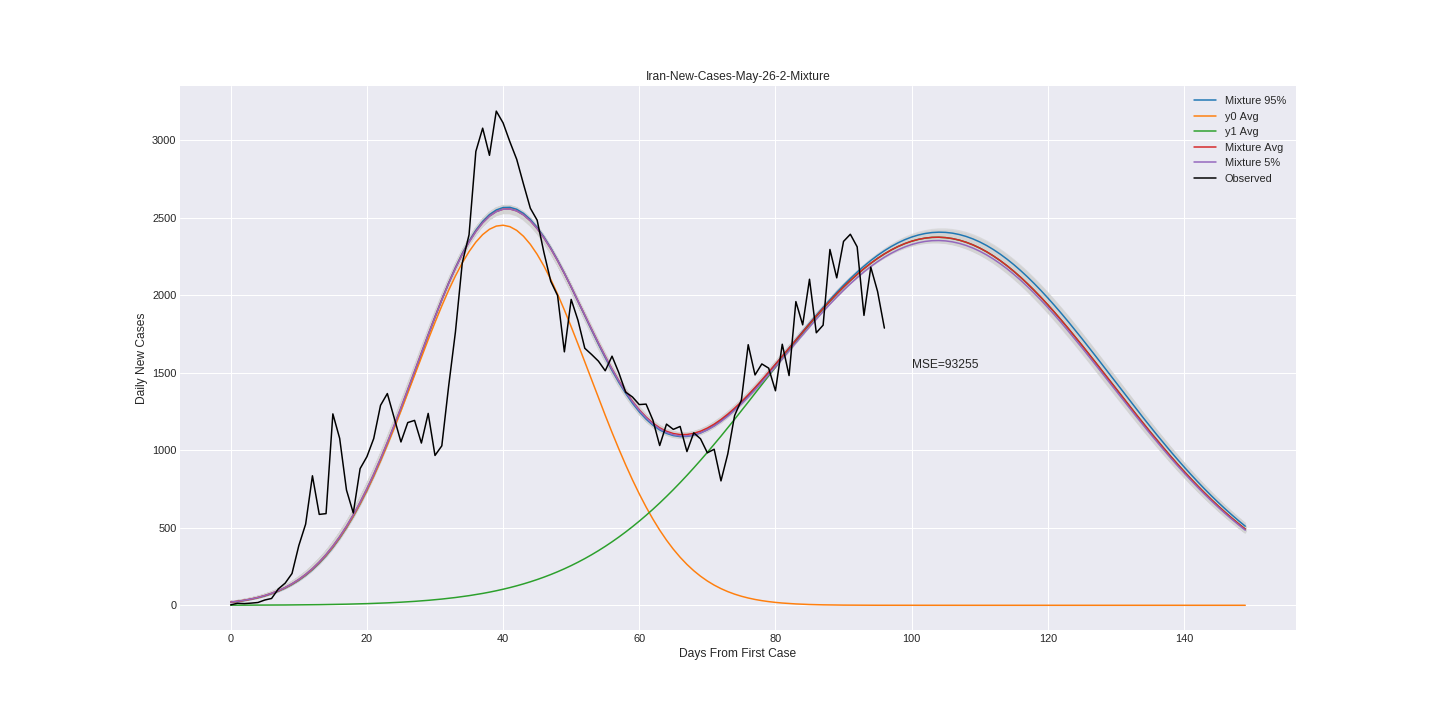 Iran-New-Cases-May-26-2-Mixture
Mixture 95%
y0 Avg
y1 Avg
Mixture Avg
Mixture 5%
Observed
3000
2500
2000
1500
1000
500
0
Daily New Cases
MSE=93255
0 20 40 60 80 100 120 140
Days From First Case